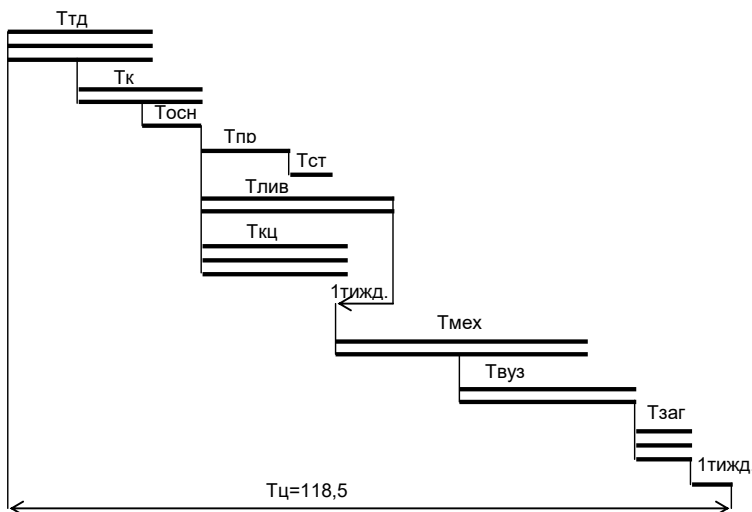 Ттд
Тк
Тосн
Тпр
Тст
Тлив
Ткц
1тижд.
Тмех
Твуз
Тзаг
1тижд
Тц=118,5